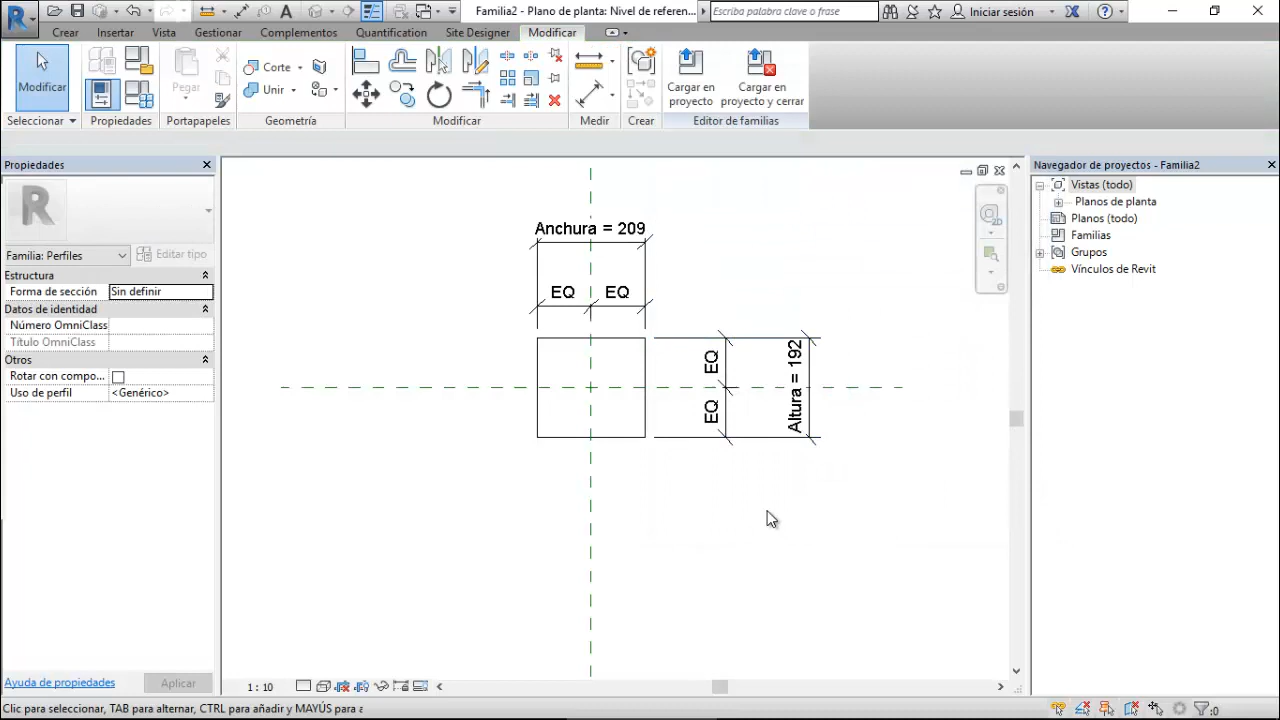 Familia2 - Plano de planta: Nivel de referen...
Escriba palabra clave o frase
Iniciar sesión
Crear
Insertar
Vista
Gestionar
Complementos
Quantification
Site Designer
Modificar
Modificar
Pegar
Corte
Unir
Cargar en
proyecto
Cargar en
proyecto y cerrar
Seleccionar
Propiedades
Portapapeles
Geometría
Modificar
Medir
Crear
Editor de familias
Propiedades
Familia: Perfiles
Editar tipo
Estructura
Forma de sección
Sin definir
Datos de identidad
Número OmniClass
Título OmniClass
Otros
Rotar con compo...
Uso de perfil
<Genérico>
Ayuda de propiedades
Aplicar
Anchura = 209
EQ
EQ
EQ
EQ
Altura = 192
2D
1 : 10
Navegador de proyectos - Familia2
Vistas (todo)
Planos de planta
Planos (todo)
Familias
Grupos
Vínculos de Revit
Clic para seleccionar, TAB para alternar, CTRL para añadir y MAYÚS para a
:0